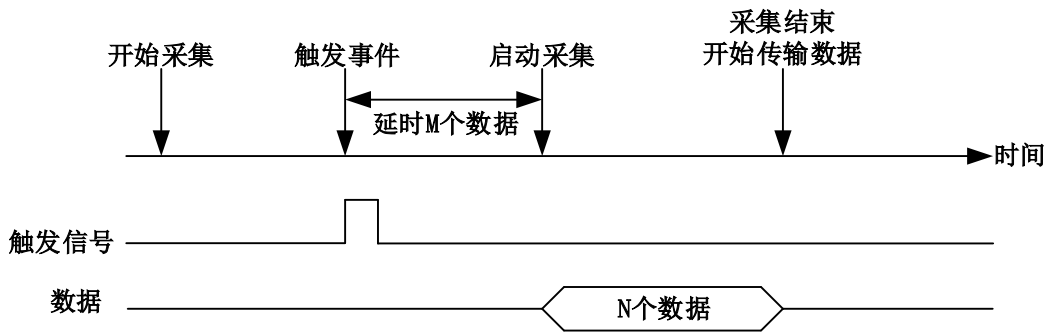 采集结束
开始采集 触发事件 启动采集 开始传输数据
延时M个数据
时间
触发信号
数据 N个数据